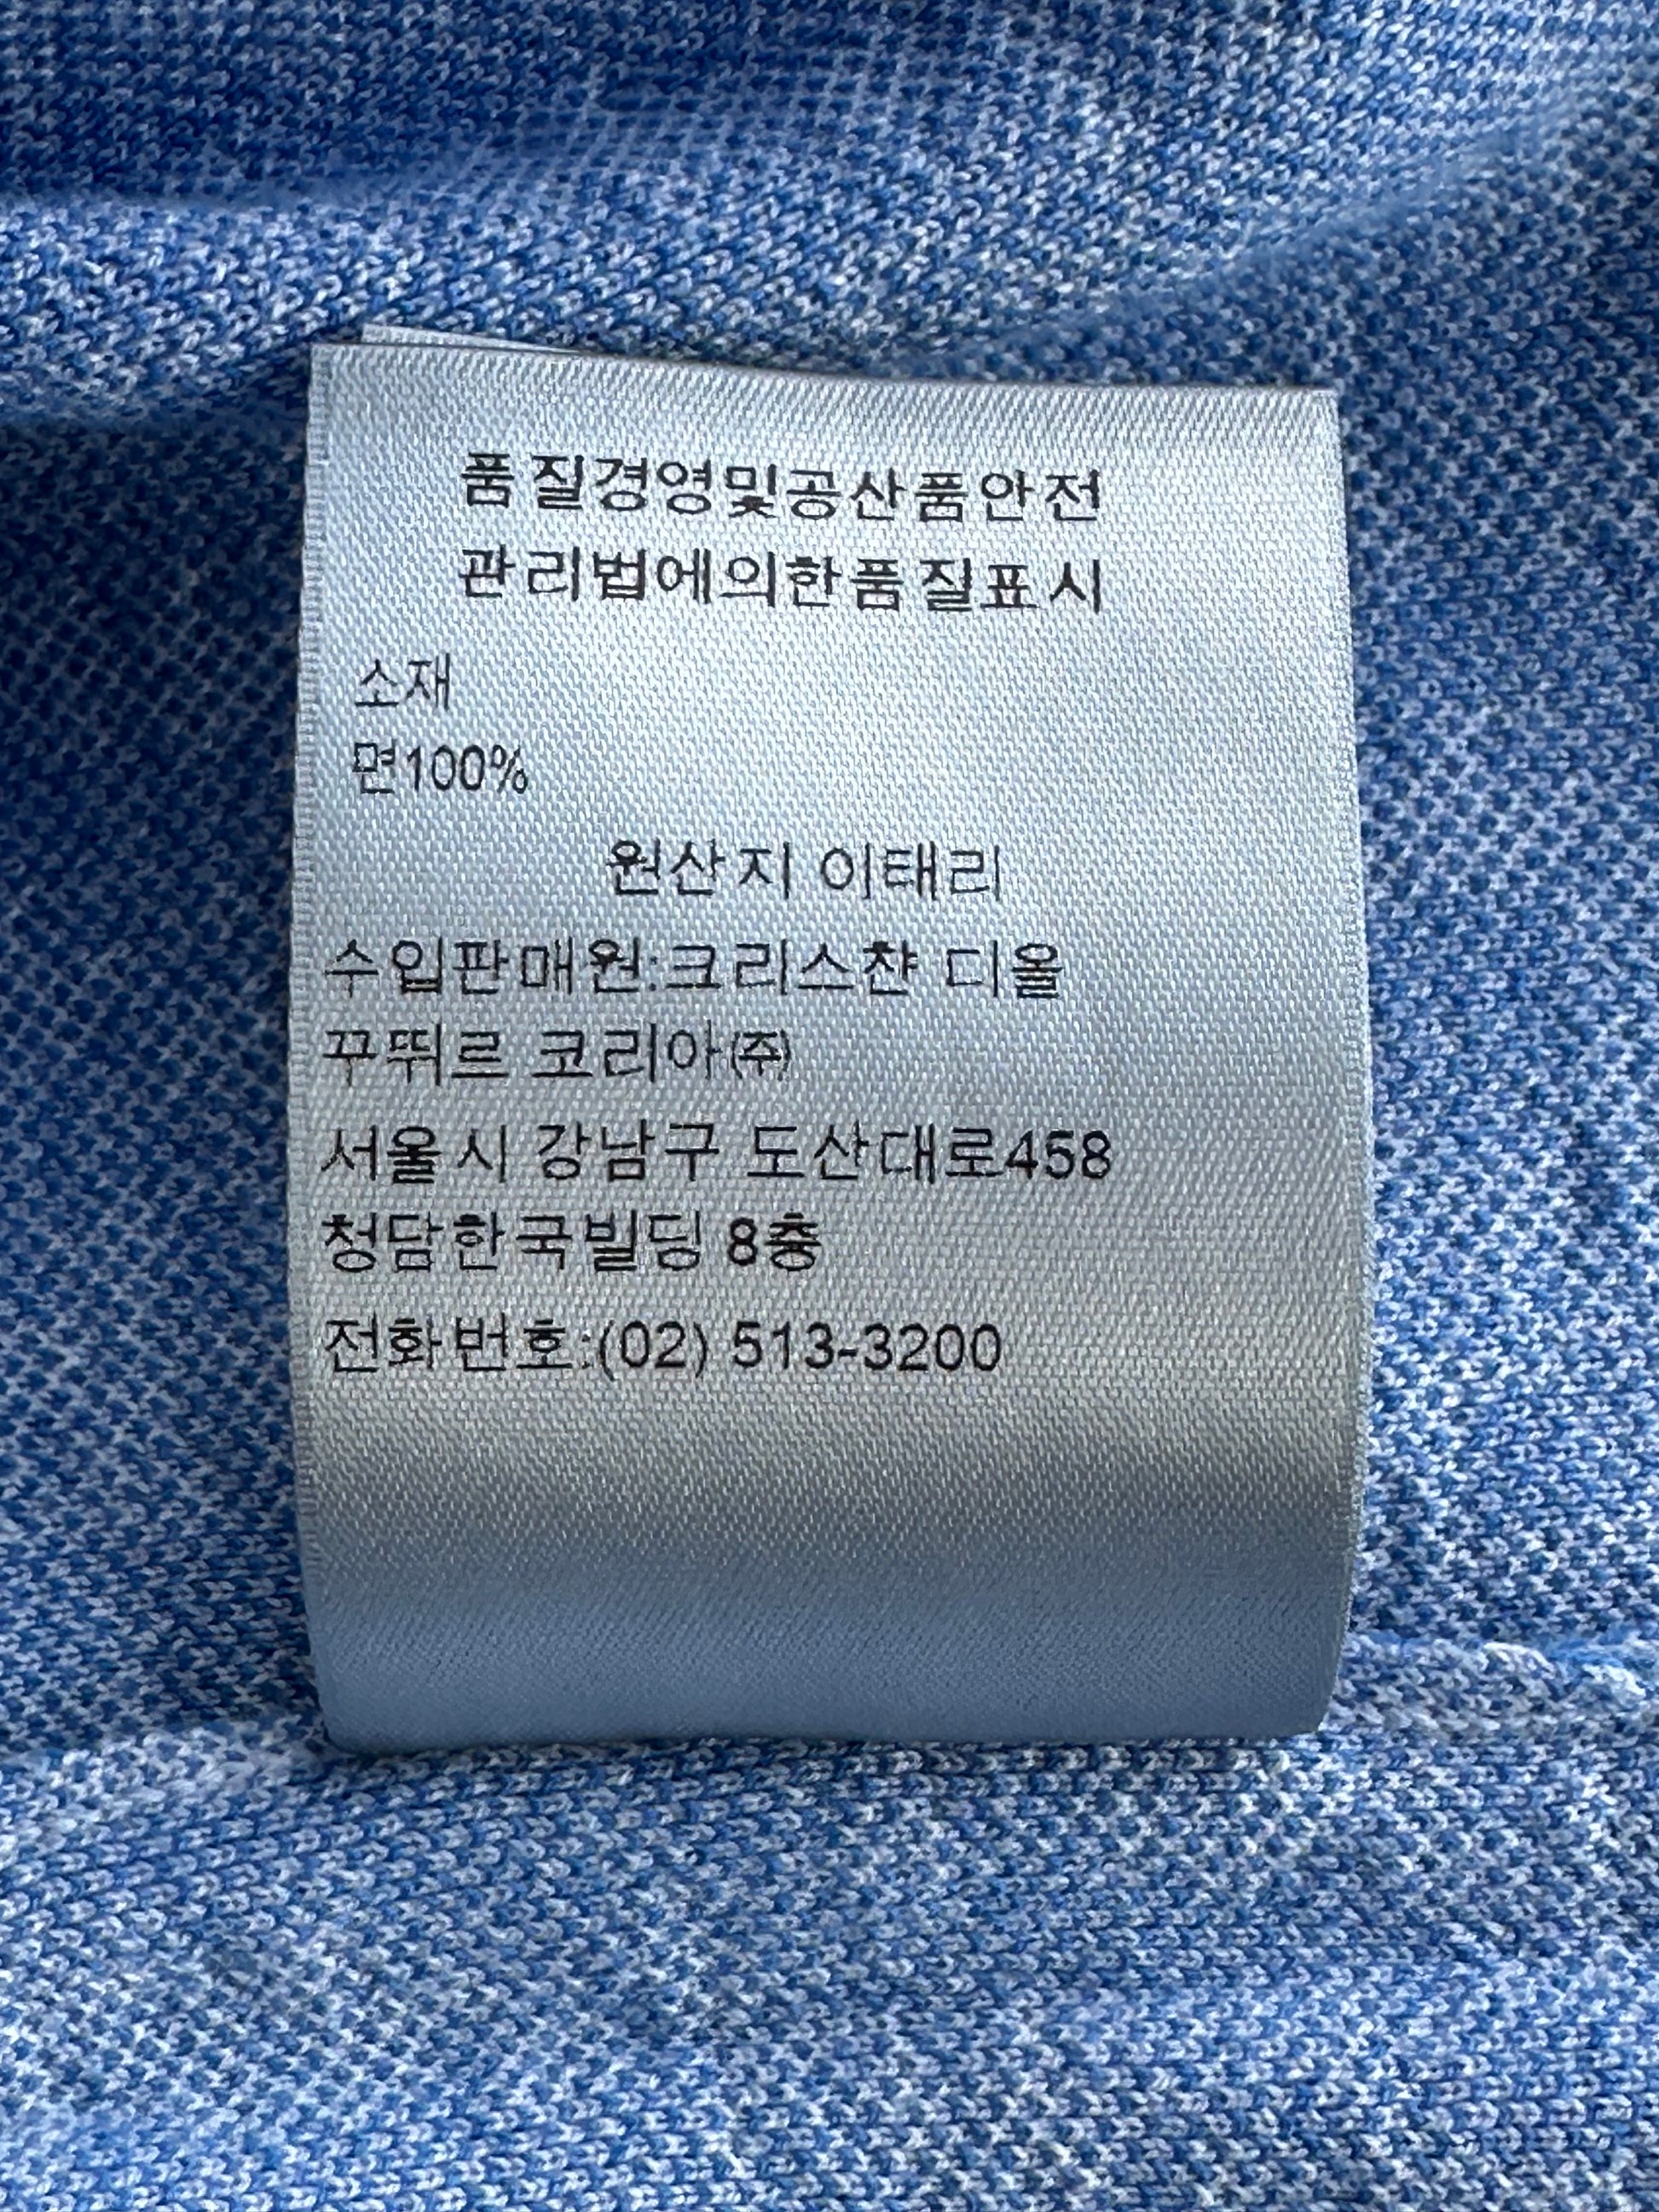 품질경영및공산품안전
관리법에의한품질표시
소재
면100%
원산지 이태리
수입판매원:크리스챤 디올
꾸뛰르 코리아㈜
서울시 강남구 도산대로458
청담한국빌딩 8층
전화번호:(02) 513-3200